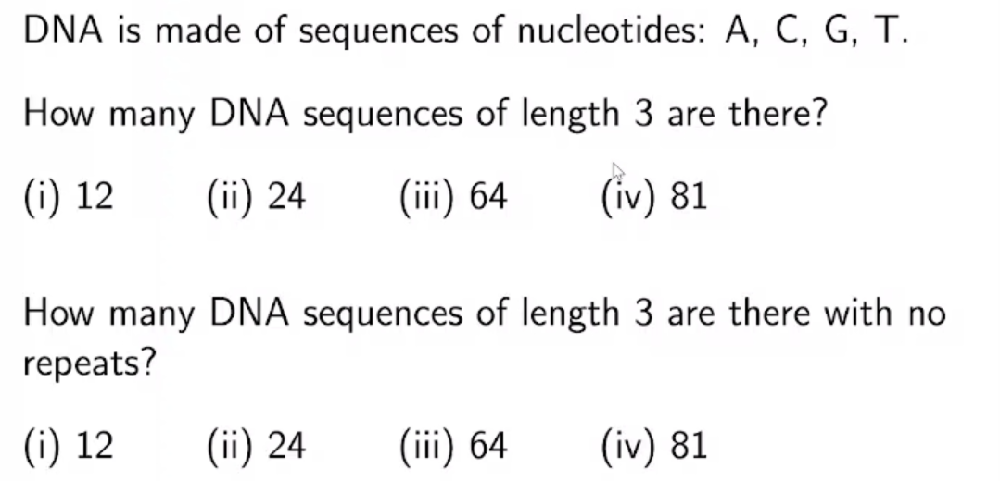 DNA is made of sequences of nucleotides: A, C, G, T.
How many DNA sequences of length 3 are there?
(i) 12 (ii) 24 (iii) 64 (iv) 81
How many DNA sequences of length 3 are there with no
repeats?
(i) 12 (ii) 24 (iii) 64 (iv) 81